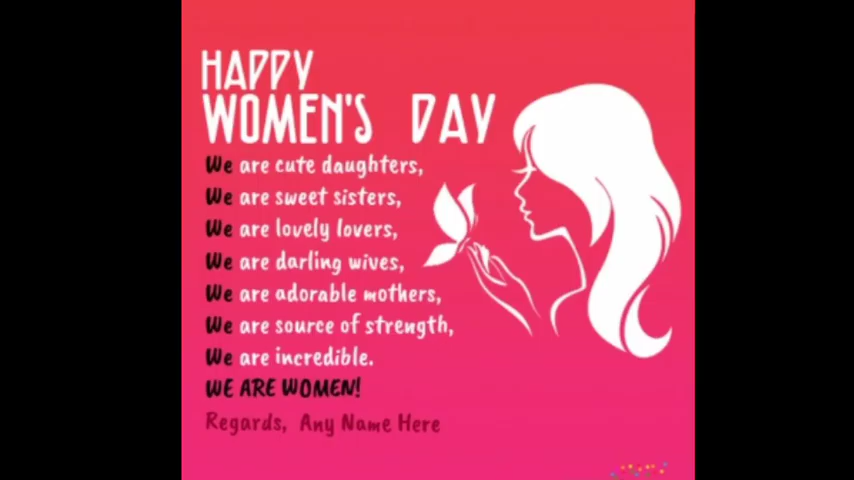 HAPPY
WOMEN'S DAY
We are cute daughters,
We are sweet sisters,
We are lovely lovers,
We are darling wives,
We are adorable mothers,
We are source of strength,
We are incredible.
WE ARE WOMEN!
Regards, Any Name Here